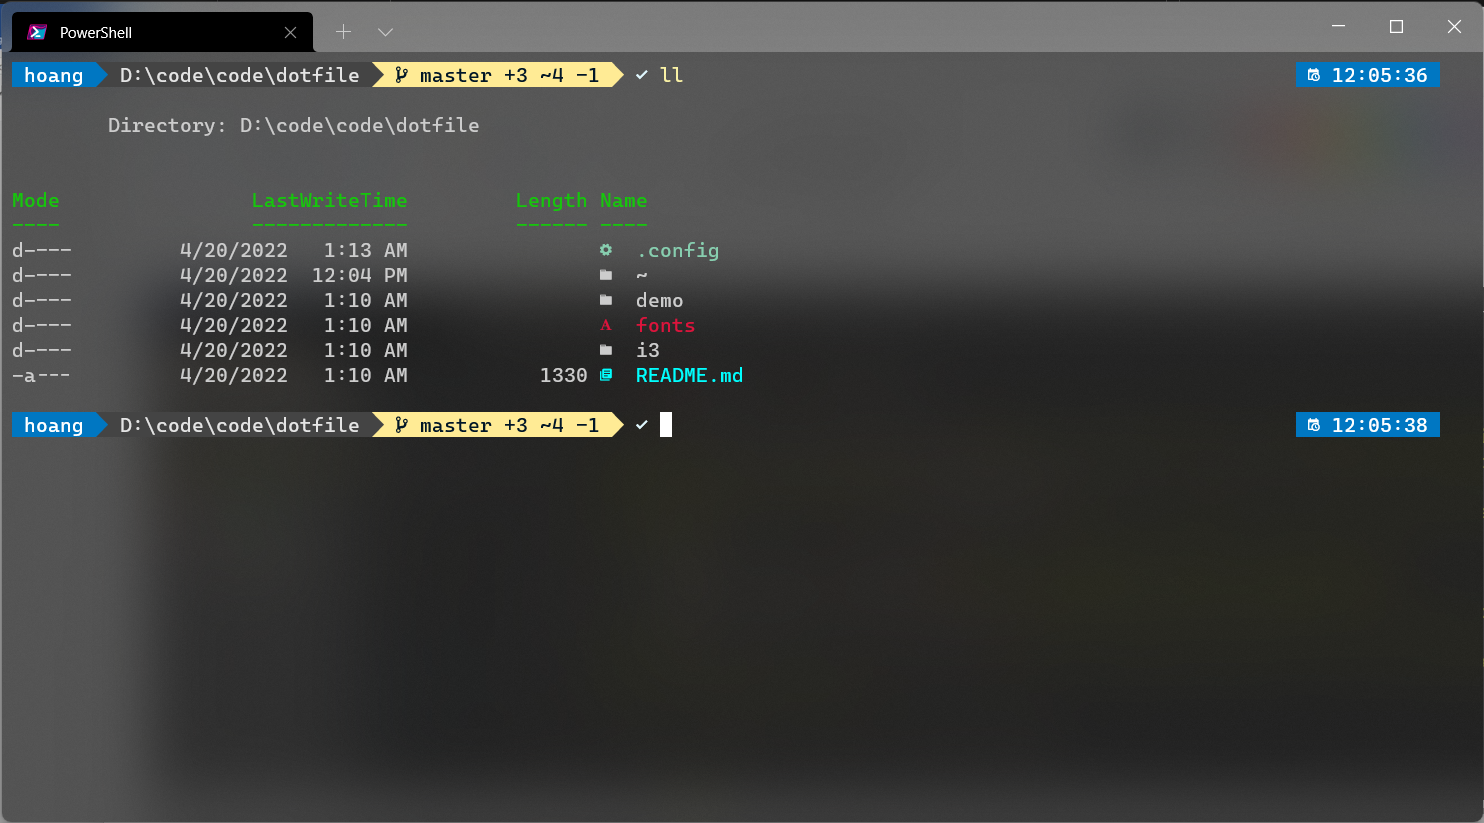 PowerShell
hoang D:\code\code\dotfile master +3 ~4 -1 ll 12:05:36
Directory: D:\code\code\dotfile
Mode LastWriteTime Length Name
---- ------------- ------ ----
d---- 4/20/2022 1:13 AM .config
d---- 4/20/2022 12:04 PM ~
d---- 4/20/2022 1:10 AM demo
d---- 4/20/2022 1:10 AM fonts
d---- 4/20/2022 1:10 AM i3
-a--- 4/20/2022 1:10 AM 1330 README.md
hoang D:\code\code\dotfile master +3 ~4 -1 12:05:38